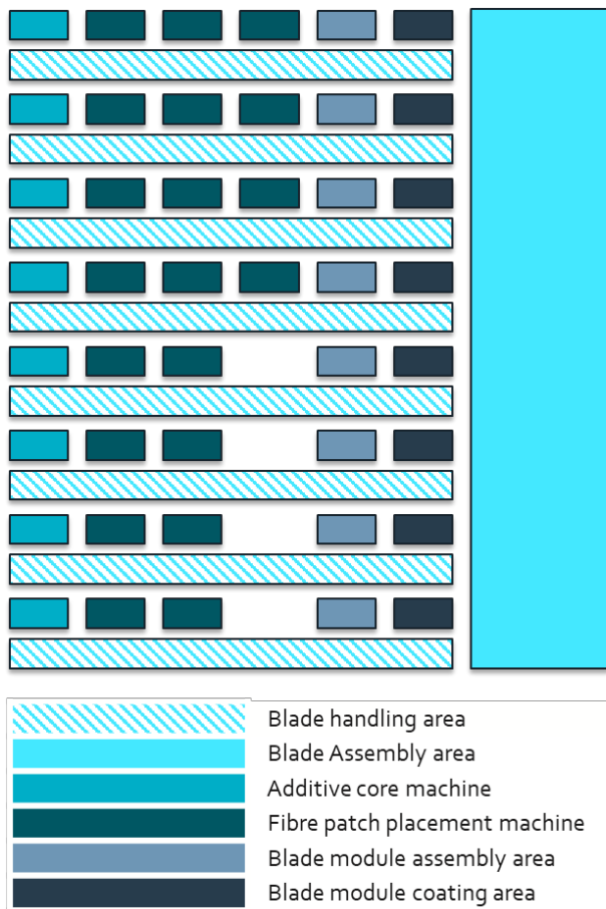 Blade handling area
Blade Assembly area
Additive core machine
Fibre patch placement machine
Blade module assembly area
Blade module coating area